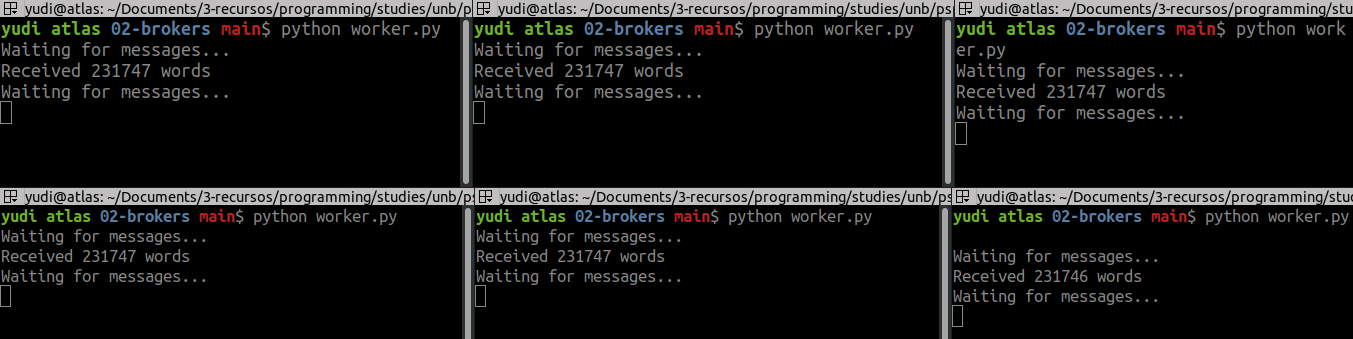 yudi@atlas: ~/Documents/3-recursos/programming/studies/unb/ps
yudi atlas 02-brokers main$ python worker.py
Waiting for messages...
Received 231747 words
Waiting for messages...
yudi@atlas: ~/Documents/3-recursos/programming/studies/unb/ps
yudi atlas 02-brokers main$ python worker.py
Waiting for messages...
Received 231747 words
Waiting for messages...
yudi@atlas: ~/Documents/3-recursos/programming/stu
yudi atlas 02-brokers main$ python work
er.py
Waiting for messages...
Received 231747 words
Waiting for messages...
yudi@atlas: ~/Documents/3-recursos/programming/studies/unb/ps
yudi atlas 02-brokers main$ python worker.py
Waiting for messages...
Received 231747 words
Waiting for messages...
yudi@atlas: ~/Documents/3-recursos/programming/studies/unb/ps
yudi atlas 02-brokers main$ python worker.py
Waiting for messages...
Received 231747 words
Waiting for messages...
yudi@atlas: ~/Documents/3-recursos/programming/stu
yudi atlas 02-brokers main$ python worker.py
Waiting for messages...
Received 231746 words
Waiting for messages...